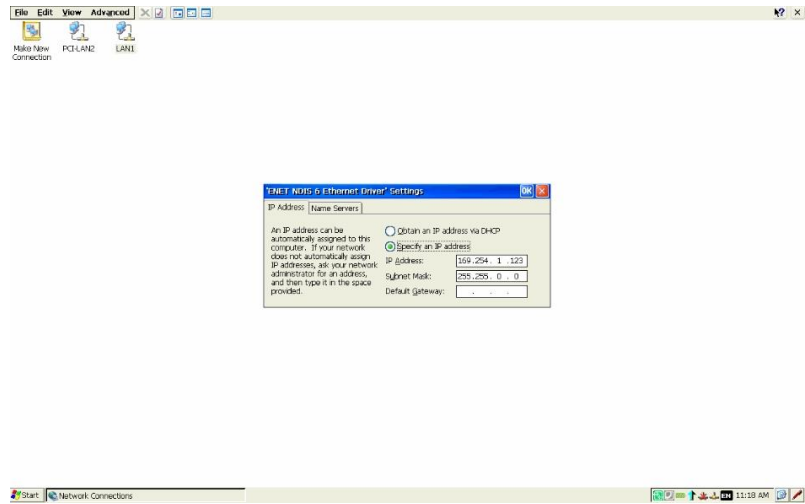 File Edit View Advanced
Make New
Connection
PCI-LAN2
LAN1
'ENET NDIS 6 Ethernet Driver' Settings
OK
IP Address
Name Servers
An IP address can be
automatically assigned to this
computer. If your network
does not automatically assign
IP addresses, ask your network
administrator for an address,
and then type it in the space
provided.
Obtain an IP address via DHCP
Specify an IP address
IP Address: 169.254. 1 .123
Subnet Mask: 255.255. 0 . 0
Default Gateway: . . .
Start
Network Connections
EN
11:18 AM